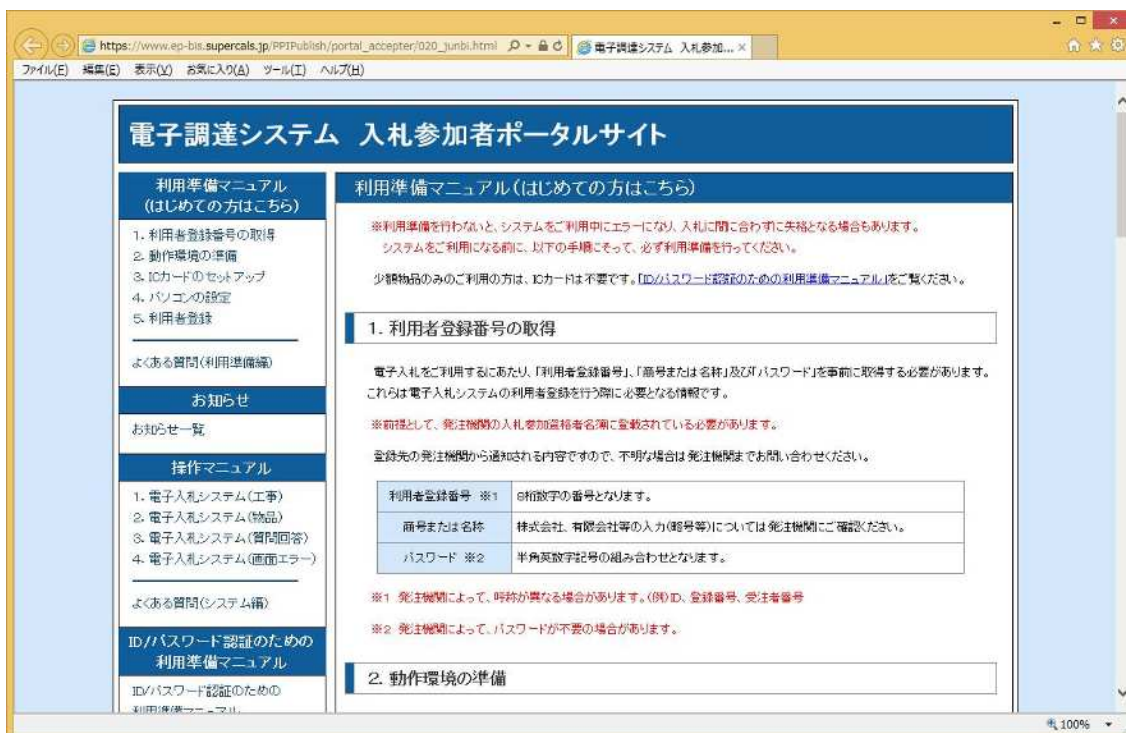 https://www.ep-bis.supercals.jp/PPIPublish/portal_accepter/020_junbi.html
電子調達システム 入札参加...
ファイル(F) 編集(E) 表示(V) お気に入り(A) ツール(T) ヘルプ(H)
電子調達システム 入札参加者ポータルサイト
利用準備マニュアル
(はじめての方はこちら)
1. 利用者登録番号の取得
2. 動作環境の準備
3. ICカードのセットアップ
4. パソコンの設定
5. 利用者登録
よくある質問(利用準備編)
お知らせ
お知らせ一覧
操作マニュアル
1. 電子入札システム(工事)
2. 電子入札システム(物品)
3. 電子入札システム(質問回答)
4. 電子入札システム(画面エラー)
よくある質問(システム編)
ID/パスワード認証のための
利用準備マニュアル
ID/パスワード認証のための
利用準備マニュアル
利用準備マニュアル(はじめての方はこちら)
※利用準備を行わないと、システムをご利用中にエラーになり、入札に間に合わずに失格となる場合もあります。
システムをご利用になる前に、以下の手順にそって、必ず利用準備を行ってください。
少額物品のみのご利用の方は、ICカードは不要です。「ID/パスワード認証のための利用準備マニュアル」をご覧ください。
1. 利用者登録番号の取得
電子入札をご利用するにあたり、「利用者登録番号」、「商号または名称」及び「パスワード」を事前に取得する必要があります。
これらは電子入札システムの利用者登録を行う際に必要となる情報です。
※前提として、発注機関の入札参加資格者名簿に登載されている必要があります。
登録先の発注機関から通知される内容ですので、不明な場合は発注機関までお問い合わせください。
利用者登録番号 ※1 8桁数字の番号となります。
商号または名称 株式会社、有限会社等の入力(略号等)については発注機関にご確認ください。
パスワード ※2 半角英数字記号の組み合わせとなります。
※1 発注機関によって、呼称が異なる場合があります。(例)ID、登録番号、受注者番号
※2 発注機関によって、パスワードが不要の場合があります。
2. 動作環境の準備
100%